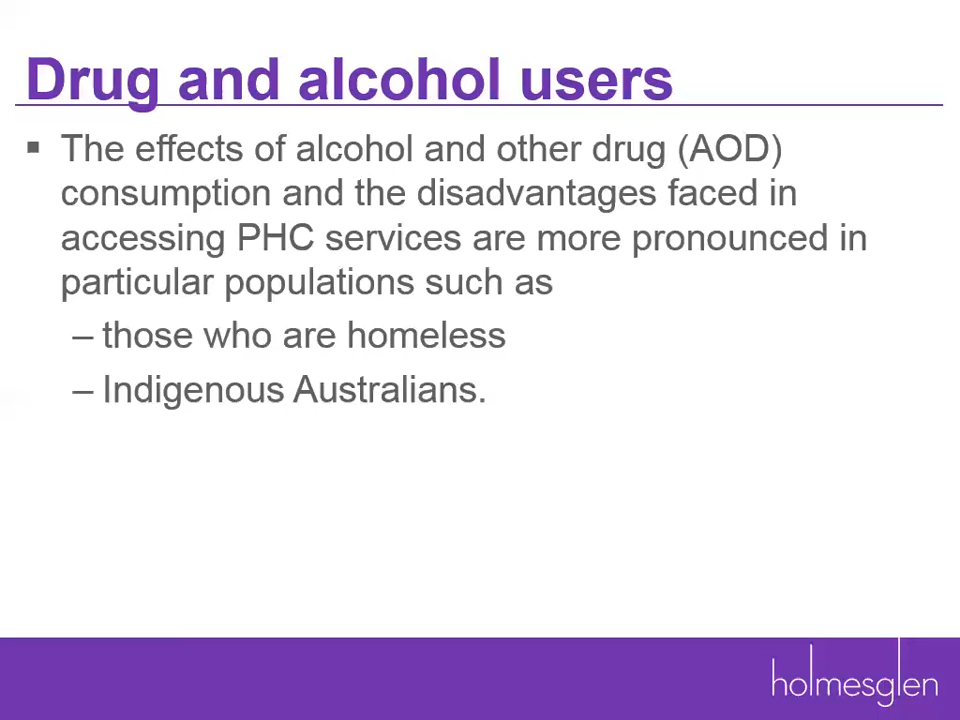 Drug and alcohol users
▪ The effects of alcohol and other drug (AOD)
consumption and the disadvantages faced in
accessing PHC services are more pronounced in
particular populations such as
– those who are homeless
– Indigenous Australians.
holmesglen